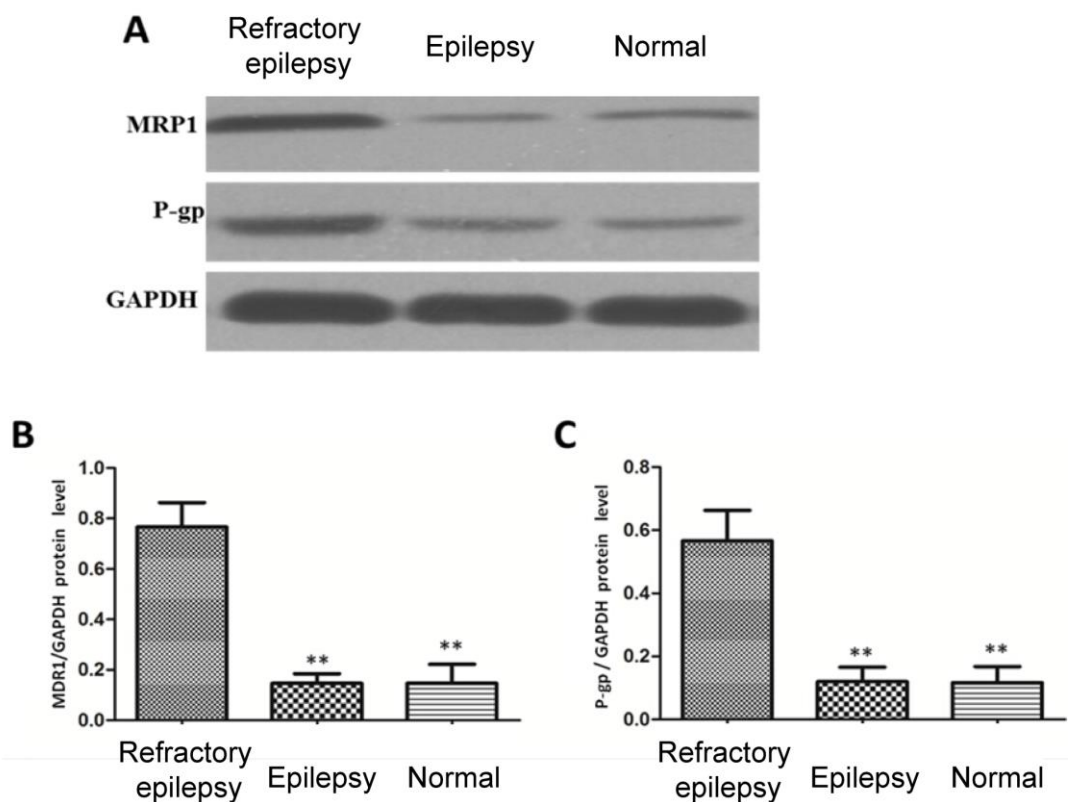 A
Refractory
epilepsy
Epilepsy
Normal
MRP1
P-gp
GAPDH
B
MDR1/GAPDH protein level
1.0
0.8
0.6
0.4
0.2
0.0
**
**
Refractory
epilepsy
Epilepsy
Normal
C
P-gp / GAPDH protein level
0.8
0.6
0.4
0.2
0.0
**
**
Refractory
epilepsy
Epilepsy
Normal